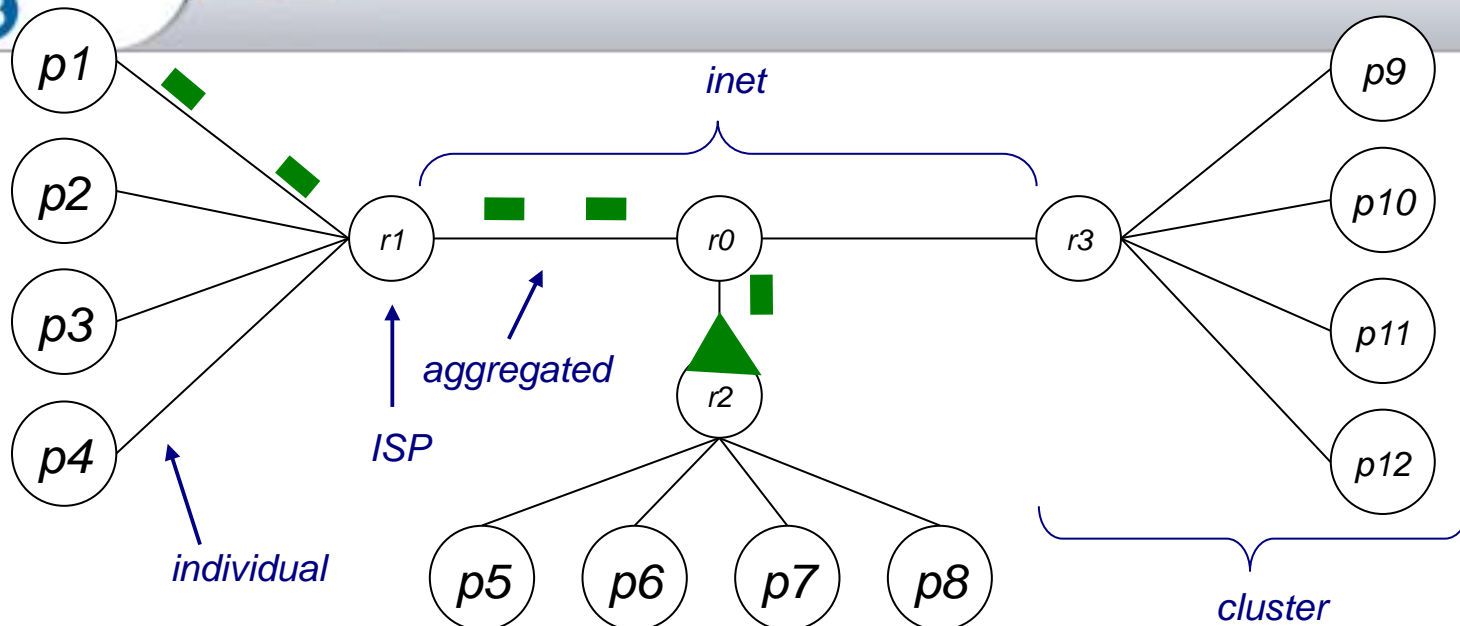 p1
inet
p9
p2
p10
r1
r0
r3
p3
p11
aggregated
r2
ISP
p4
p12
individual
p5
p6
p7
p8
cluster